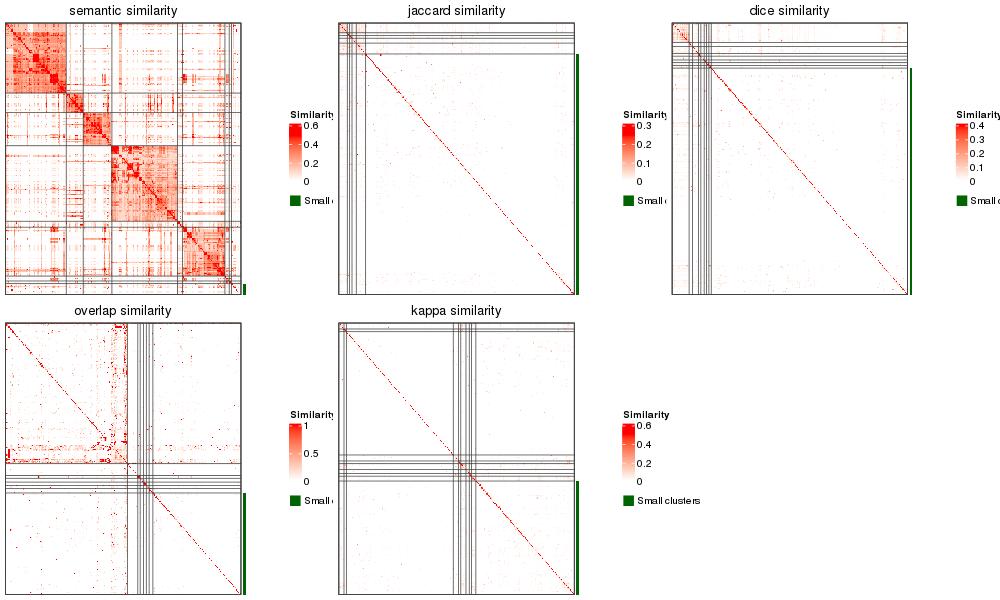 semantic similarity
Similarity
0.6
0.4
0.2
0
Small
jaccard similarity
Similarity
0.3
0.2
0.1
0
Small
dice similarity
Similarity
0.4
0.3
0.2
0.1
0
Small
overlap similarity
Similarity
1
0.5
0
Small
kappa similarity
Similarity
0.6
0.4
0.2
0
Small clusters